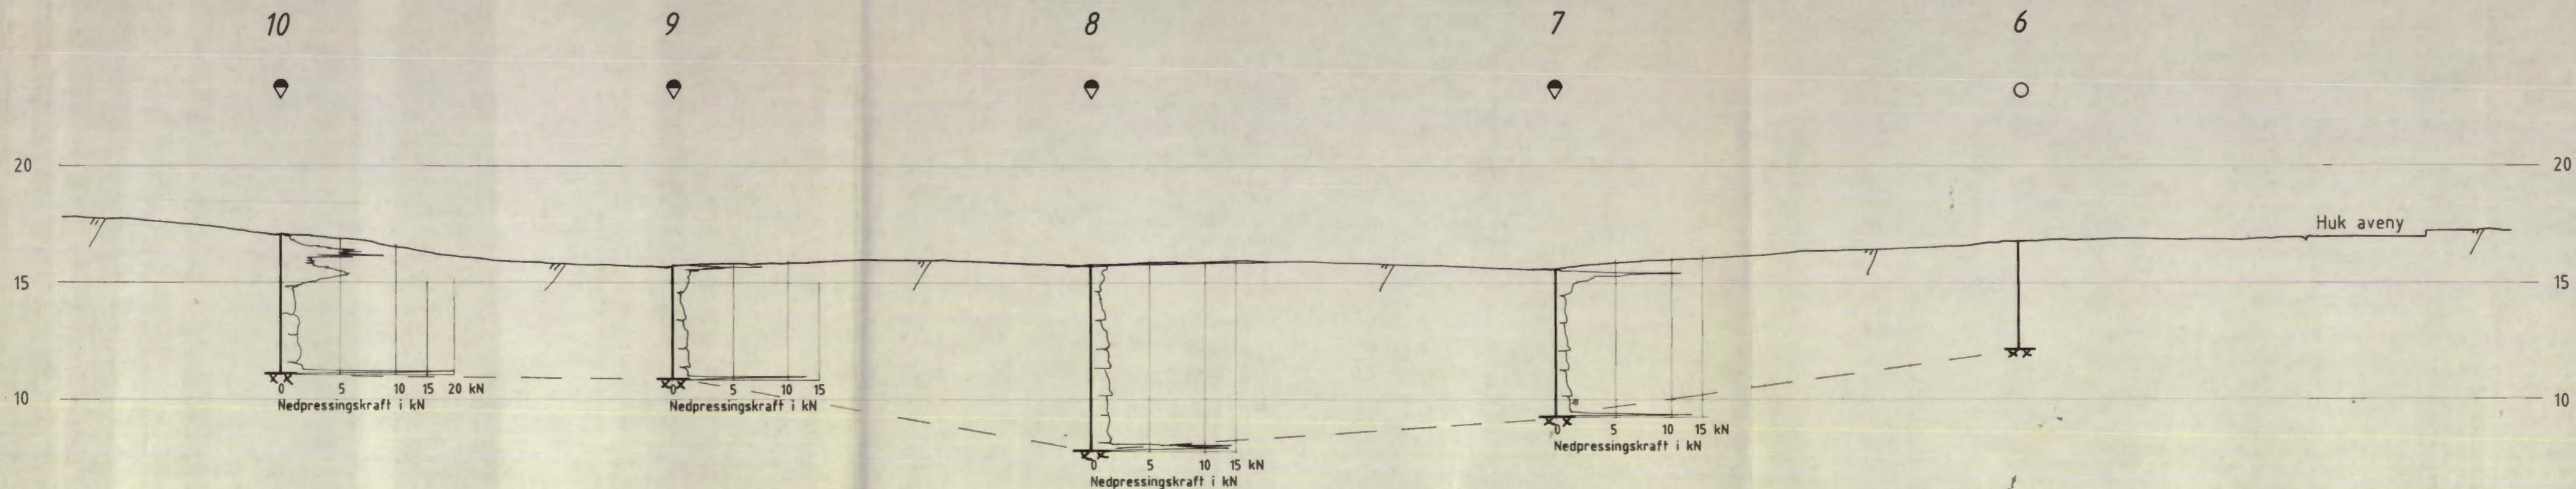 10 9 8 7 6
20 20
Huk aveny
15 15
0 5 10 15 20 kN
Nedpressingskraft i kN
0 5 10 15
Nedpressingskraft i kN
10 10
0 5 10 15 kN
Nedpressingskraft i kN
0 5 10 15 kN
Nedpressingskraft i kN